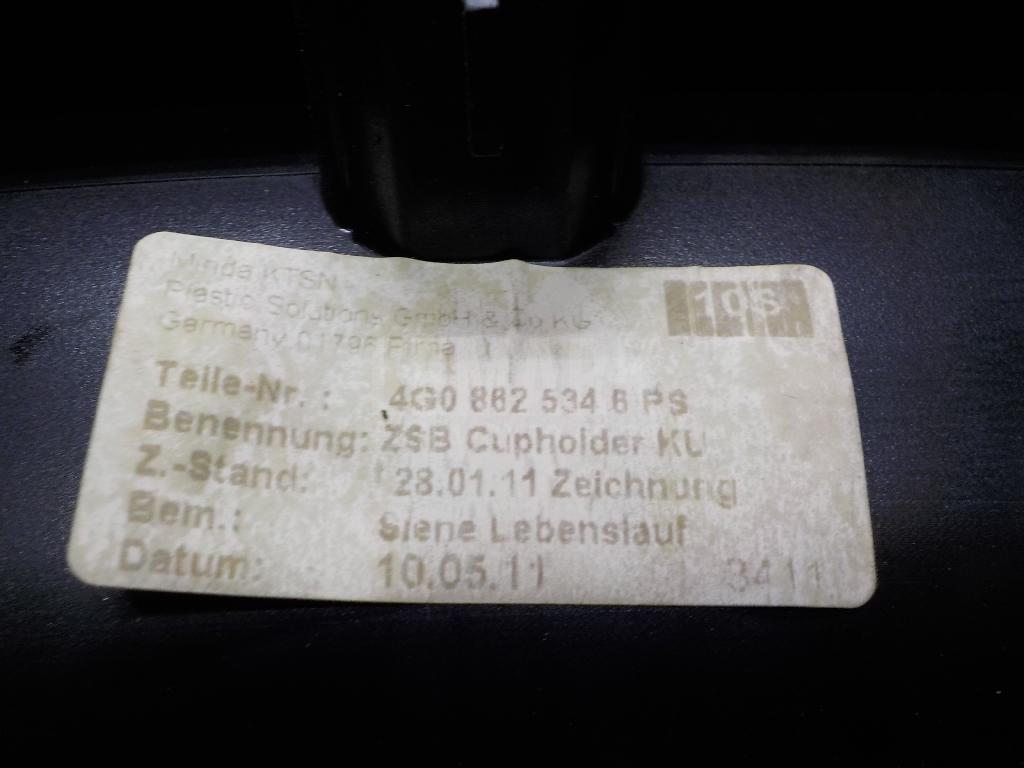 Minda KTSN
Plastic Solutions GmbH & Co KG
Germany 01796 Pirna
10S
Teile-Nr. : 4G0 862 534 6 PS
Benennung: ZSB Cupholder KU
Z.-Stand: 28.01.11 Zeichnung
Bem.: Siehe Lebenslauf
Datum: 10.05.11 3411